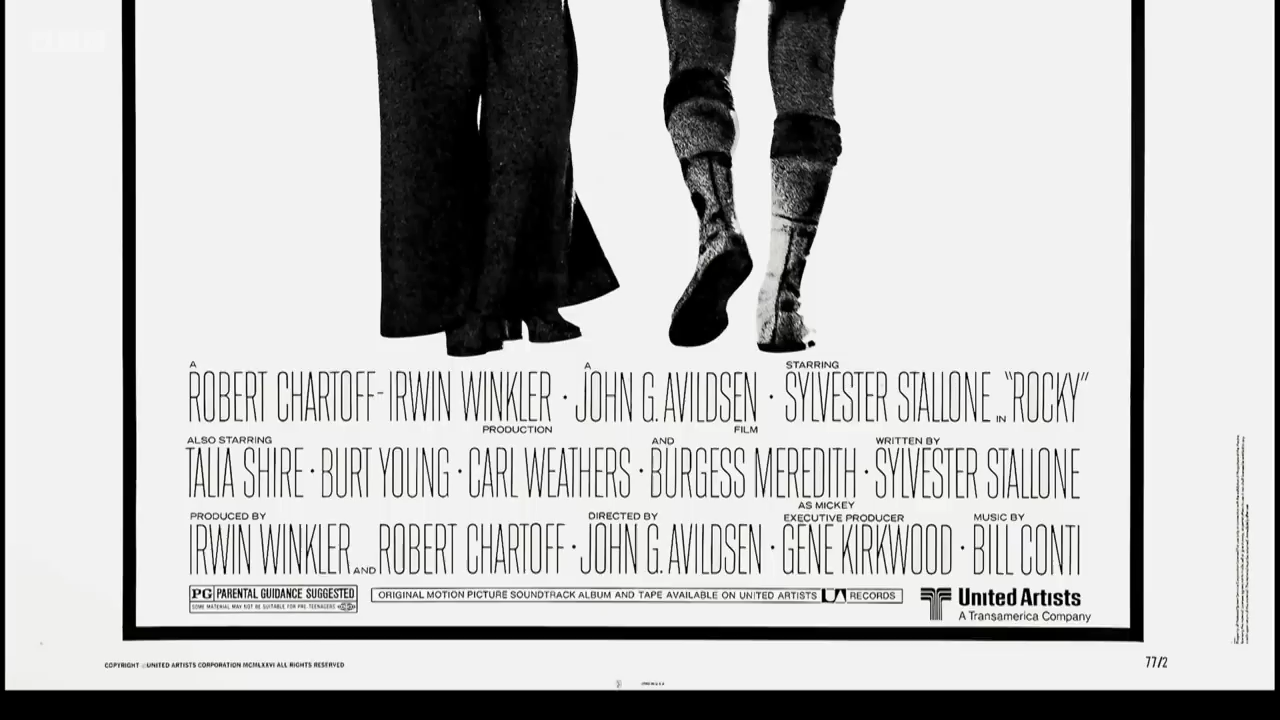 A ROBERT CHARTOFF-IRWIN WINKLER PRODUCTION · A JOHN G. AVILDSEN FILM · STARRING SYLVESTER STALLONE IN "ROCKY"
ALSO STARRING TALIA SHIRE · BURT YOUNG · CARL WEATHERS · AND BURGESS MEREDITH AS MICKEY · WRITTEN BY SYLVESTER STALLONE
PRODUCED BY IRWIN WINKLER AND ROBERT CHARTOFF · DIRECTED BY JOHN G. AVILDSEN · EXECUTIVE PRODUCER GENE KIRKWOOD · MUSIC BY BILL CONTI
PG PARENTAL GUIDANCE SUGGESTED
SOME MATERIAL MAY NOT BE SUITABLE FOR PRE-TEENAGERS
ORIGINAL MOTION PICTURE SOUNDTRACK ALBUM AND TAPE AVAILABLE ON UNITED ARTISTS UA RECORDS
United Artists
A Transamerica Company
COPYRIGHT © UNITED ARTISTS CORPORATION MCMLXXVI ALL RIGHTS RESERVED
77/2